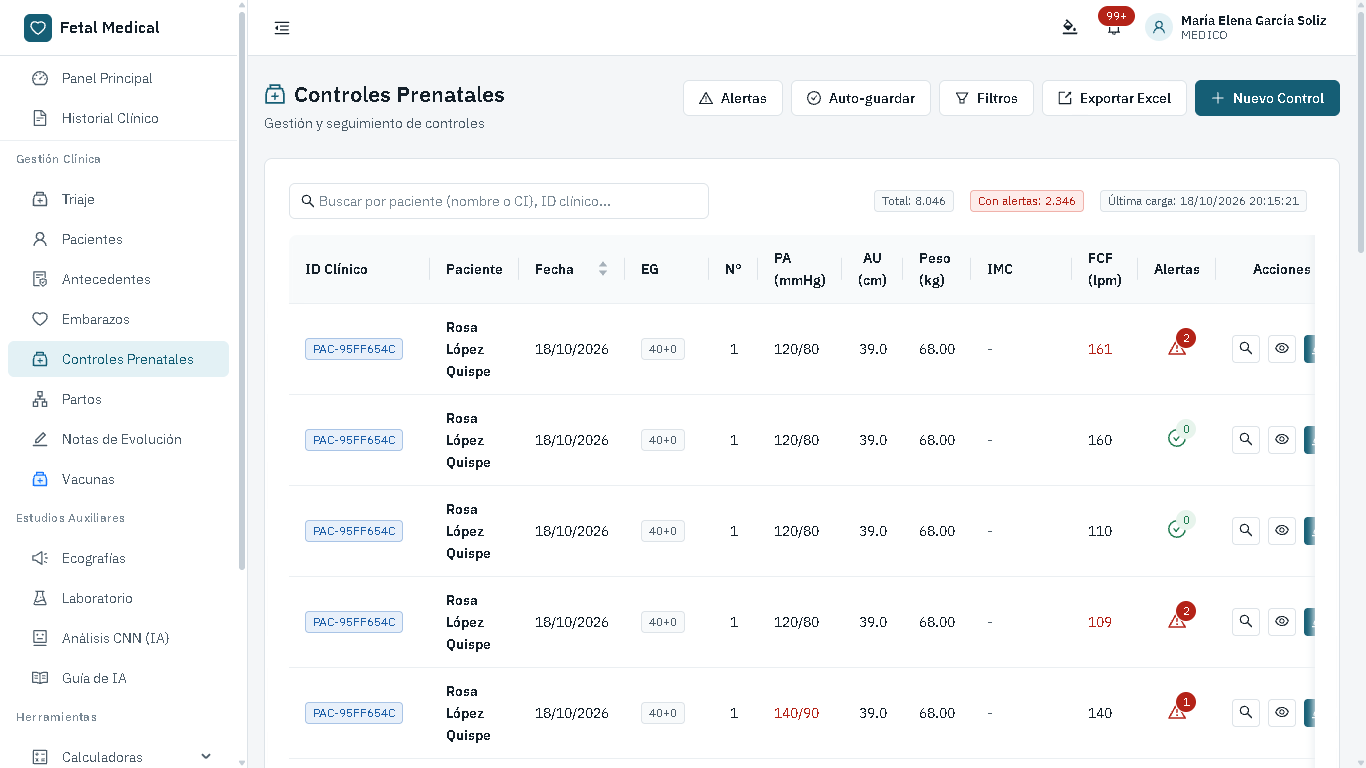 Fetal Medical
Panel Principal
Historial Clínico
Gestión Clínica
Triaje
Pacientes
Antecedentes
Embarazos
Controles Prenatales
Partos
Notas de Evolución
Vacunas
Estudios Auxiliares
Ecografías
Laboratorio
Análisis CNN (IA)
Guía de IA
Herramientas
Calculadoras
99+
María Elena García Soliz
MEDICO
Controles Prenatales
Gestión y seguimiento de controles
Alertas
Auto-guardar
Filtros
Exportar Excel
Nuevo Control
Buscar por paciente (nombre o CI), ID clínico...
Total: 8.046
Con alertas: 2.346
Última carga: 18/10/2026 20:15:21
ID Clínico Paciente Fecha EG Nº PA (mmHg) AU (cm) Peso (kg) IMC FCF (lpm) Alertas Acciones
PAC-95FF654C Rosa López Quispe 18/10/2026 40+0 1 120/80 39.0 68.00 - 161 2
PAC-95FF654C Rosa López Quispe 18/10/2026 40+0 1 120/80 39.0 68.00 - 160 0
PAC-95FF654C Rosa López Quispe 18/10/2026 40+0 1 120/80 39.0 68.00 - 110 0
PAC-95FF654C Rosa López Quispe 18/10/2026 40+0 1 120/80 39.0 68.00 - 109 2
PAC-95FF654C Rosa López Quispe 18/10/2026 40+0 1 140/90 39.0 68.00 - 140 1